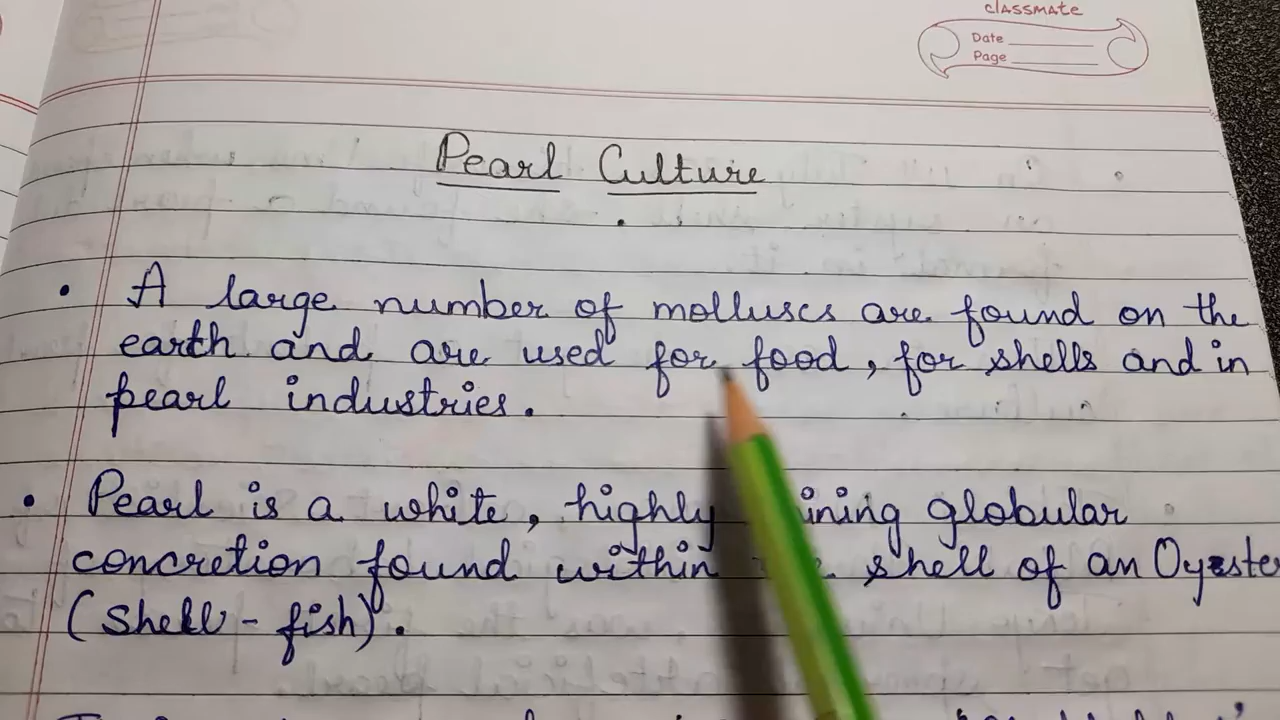 classmate
Date
Page
Pearl Culture
• A large number of molluscs are found on the
earth and are used for food, for shells and in
pearl industries.
• Pearl is a white, highly ining globular
concretion found within shell of an Oyeste
(Shell-fish).